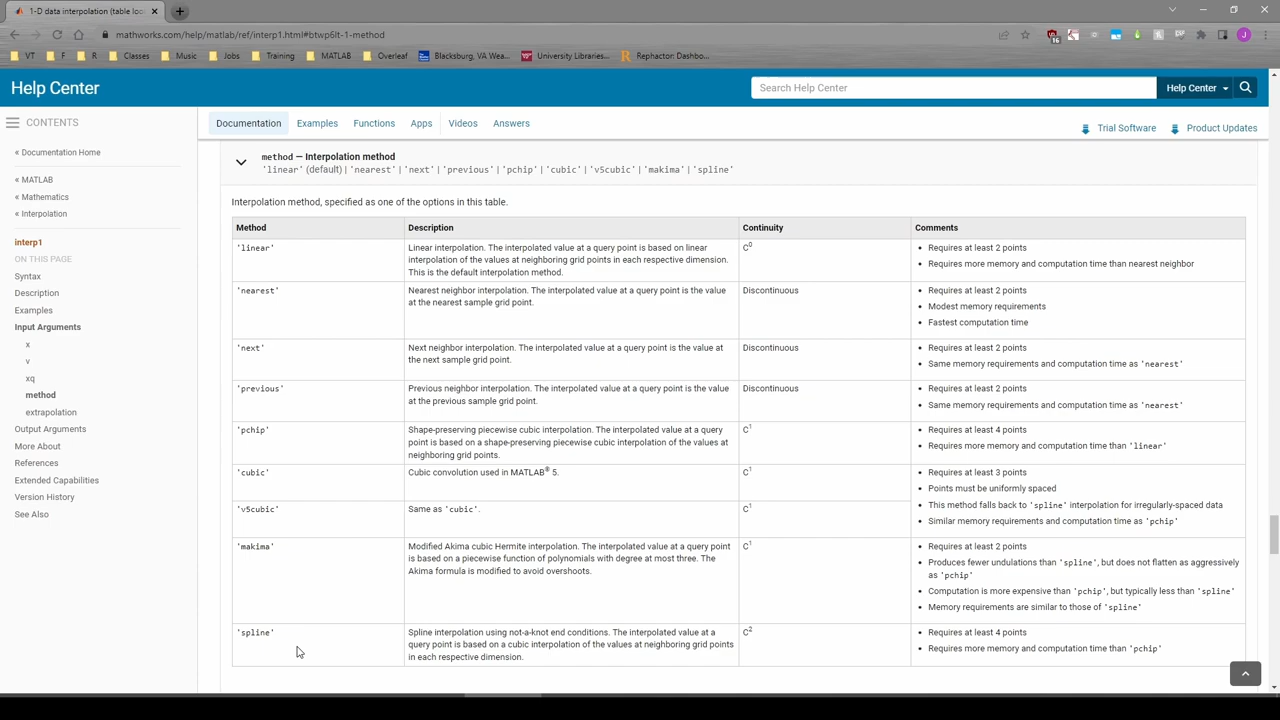 1-D data interpolation (table loo
mathworks.com/help/matlab/ref/interp1.html#btwp6lt-1-method
VT F R Classes Music Jobs Training MATLAB Overleaf Blacksburg, VA Wea... University Libraries... Rephactor: Dashbo...
16
J
Help Center
Search Help Center
Help Center
CONTENTS
Documentation Examples Functions Apps Videos Answers
Trial Software Product Updates
« Documentation Home
« MATLAB
« Mathematics
« Interpolation
interp1
ON THIS PAGE
Syntax
Description
Examples
Input Arguments
x
v
xq
method
extrapolation
Output Arguments
More About
References
Extended Capabilities
Version History
See Also
method — Interpolation method
'linear' (default) | 'nearest' | 'next' | 'previous' | 'pchip' | 'cubic' | 'v5cubic' | 'makima' | 'spline'
Interpolation method, specified as one of the options in this table.
Method Description Continuity Comments
'linear'
Linear interpolation. The interpolated value at a query point is based on linear
interpolation of the values at neighboring grid points in each respective dimension.
This is the default interpolation method.
C⁰
• Requires at least 2 points
• Requires more memory and computation time than nearest neighbor
'nearest'
Nearest neighbor interpolation. The interpolated value at a query point is the value
at the nearest sample grid point.
Discontinuous
• Requires at least 2 points
• Modest memory requirements
• Fastest computation time
'next'
Next neighbor interpolation. The interpolated value at a query point is the value at
the next sample grid point.
Discontinuous
• Requires at least 2 points
• Same memory requirements and computation time as 'nearest'
'previous'
Previous neighbor interpolation. The interpolated value at a query point is the value
at the previous sample grid point.
Discontinuous
• Requires at least 2 points
• Same memory requirements and computation time as 'nearest'
'pchip'
Shape-preserving piecewise cubic interpolation. The interpolated value at a query
point is based on a shape-preserving piecewise cubic interpolation of the values at
neighboring grid points.
C¹
• Requires at least 4 points
• Requires more memory and computation time than 'linear'
'cubic'
Cubic convolution used in MATLAB® 5.
C¹
• Requires at least 3 points
• Points must be uniformly spaced
• This method falls back to 'spline' interpolation for irregularly-spaced data
• Similar memory requirements and computation time as 'pchip'
'v5cubic'
Same as 'cubic'.
C¹
'makima'
Modified Akima cubic Hermite interpolation. The interpolated value at a query point
is based on a piecewise function of polynomials with degree at most three. The
Akima formula is modified to avoid overshoots.
C¹
• Requires at least 2 points
• Produces fewer undulations than 'spline', but does not flatten as aggressively
as 'pchip'
• Computation is more expensive than 'pchip', but typically less than 'spline'
• Memory requirements are similar to those of 'spline'
'spline'
Spline interpolation using not-a-knot end conditions. The interpolated value at a
query point is based on a cubic interpolation of the values at neighboring grid points
in each respective dimension.
C²
• Requires at least 4 points
• Requires more memory and computation time than 'pchip'